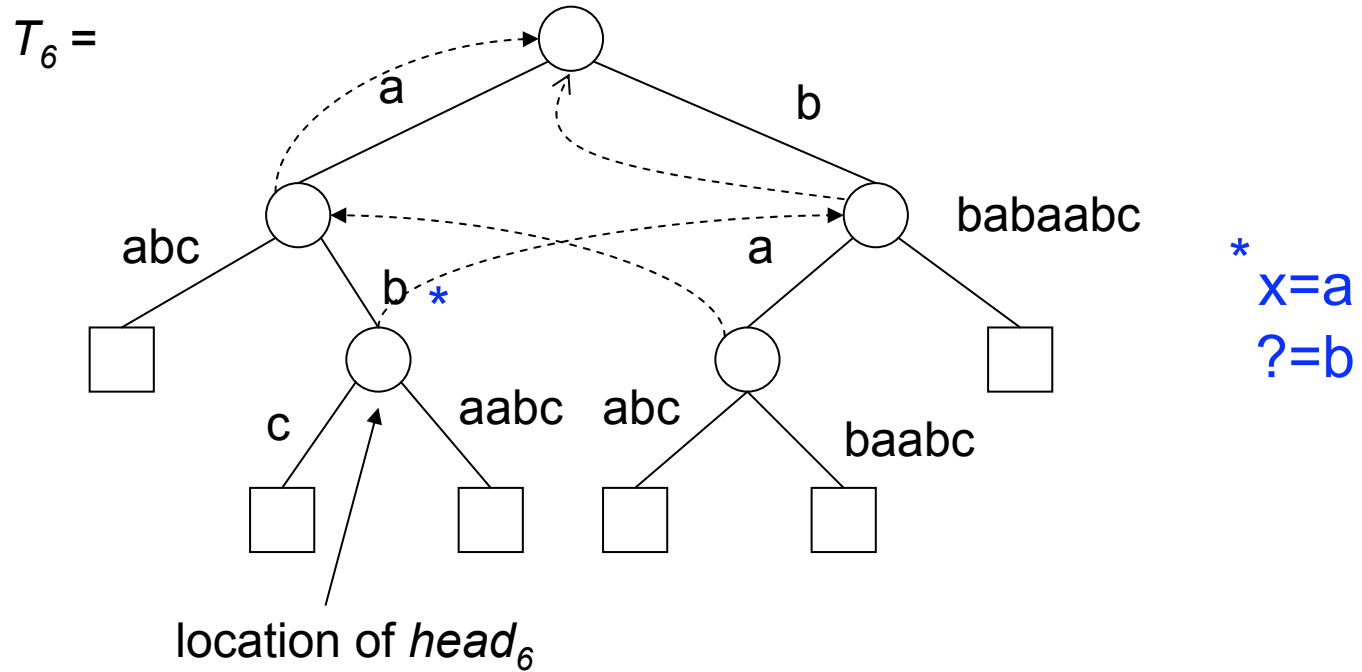 T6 =
a
b
abc
b *
a
babaabc
* x=a
?=b
c
aabc
abc
baabc
location of head6